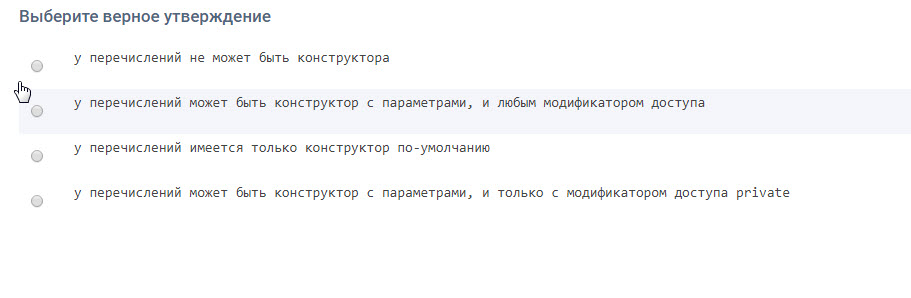 Выберите верное утверждение
у перечислений не может быть конструктора
у перечислений может быть конструктор с параметрами, и любым модификатором доступа
у перечислений имеется только конструктор по-умолчанию
у перечислений может быть конструктор с параметрами, и только с модификатором доступа private